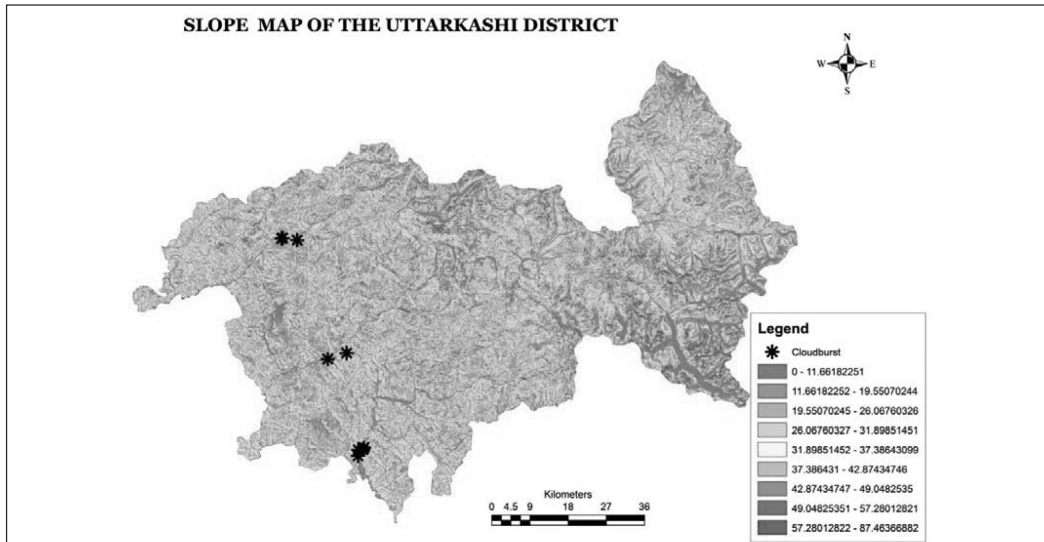 SLOPE MAP OF THE UTTARKASHI DISTRICT
N
W E
S
Legend
Cloudburst
0 - 11.66182251
11.66182252 - 19.55070244
19.55070245 - 26.06760326
26.06760327 - 31.89851451
31.89851452 - 37.38643099
37.386431 - 42.87434746
42.87434747 - 49.0482535
49.04825351 - 57.28012821
57.28012822 - 87.46366882
Kilometers
0 4.5 9 18 27 36